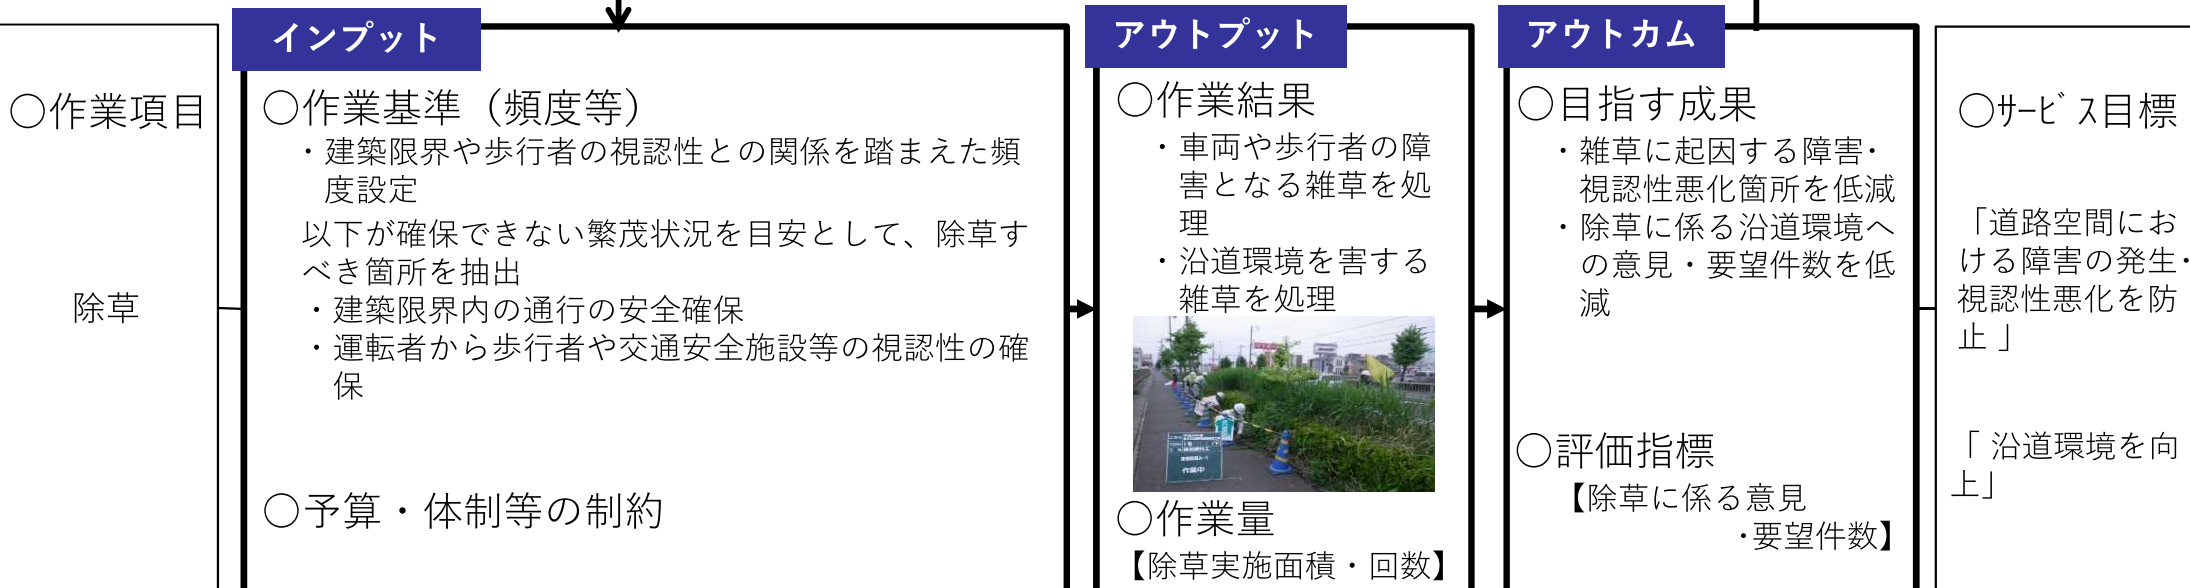 ○作業項目
除草
インプット
○作業基準（頻度等）
・建築限界や歩行者の視認性との関係を踏まえた頻
度設定
以下が確保できない繁茂状況を目安として、除草す
べき箇所を抽出
・建築限界内の通行の安全確保
・運転者から歩行者や交通安全施設等の視認性の確
保
○予算・体制等の制約
アウトプット
○作業結果
・車両や歩行者の障
害となる雑草を処
理
・沿道環境を害する
雑草を処理
作業中
○作業量
【除草実施面積・回数】
アウトカム
○目指す成果
・雑草に起因する障害・
視認性悪化箇所を低減
・除草に係る沿道環境へ
の意見・要望件数を低
減
○評価指標
【除草に係る意見
・要望件数】
○ｻｰﾋﾞｽ目標
「道路空間にお
ける障害の発生・
視認性悪化を防
止 」
「 沿道環境を向
上」